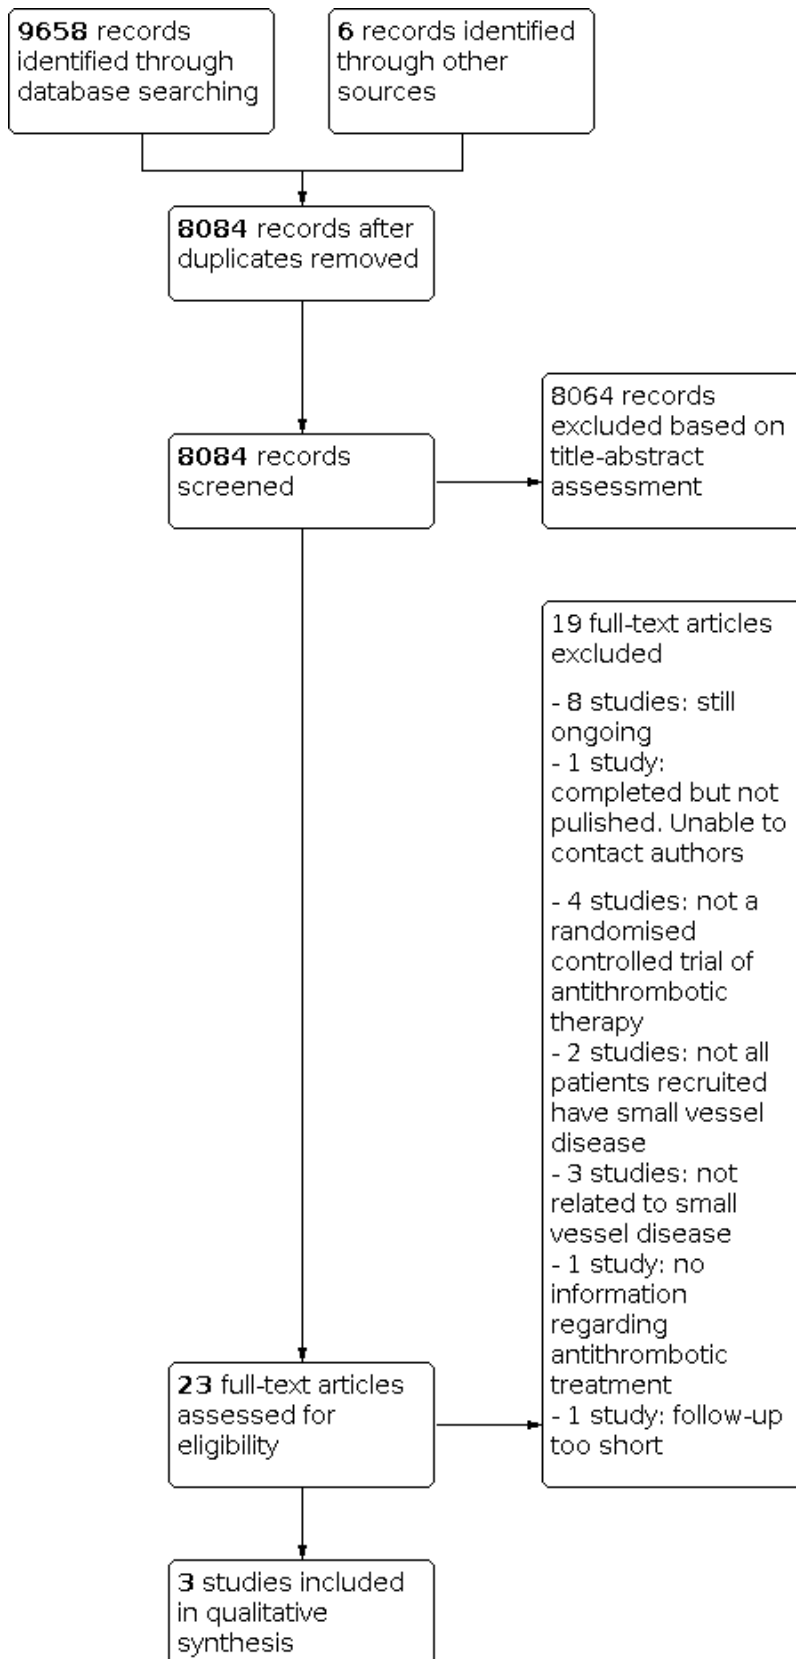 9658 records
identified through
database searching
6 records identified
through other
sources
8084 records after
duplicates removed
8084 records
screened
8064 records
excluded based on
title-abstract
assessment
19 full-text articles
excluded
- 8 studies: still
ongoing
- 1 study:
completed but not
pulished. Unable to
contact authors
- 4 studies: not a
randomised
controlled trial of
antithrombotic
therapy
- 2 studies: not all
patients recruited
have small vessel
disease
- 3 studies: not
related to small
vessel disease
- 1 study: no
information
regarding
antithrombotic
treatment
- 1 study: follow-up
too short
23 full-text articles
assessed for
eligibility
3 studies included
in qualitative
synthesis